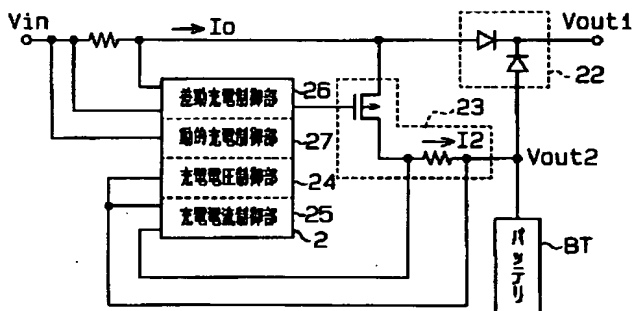 Vin
Io
Vout1
22
差動充電制御部
26
23
動的充電制御部
27
I2
充電電圧制御部
24
Vout2
充電電流制御部
25
2
バッテリ
BT